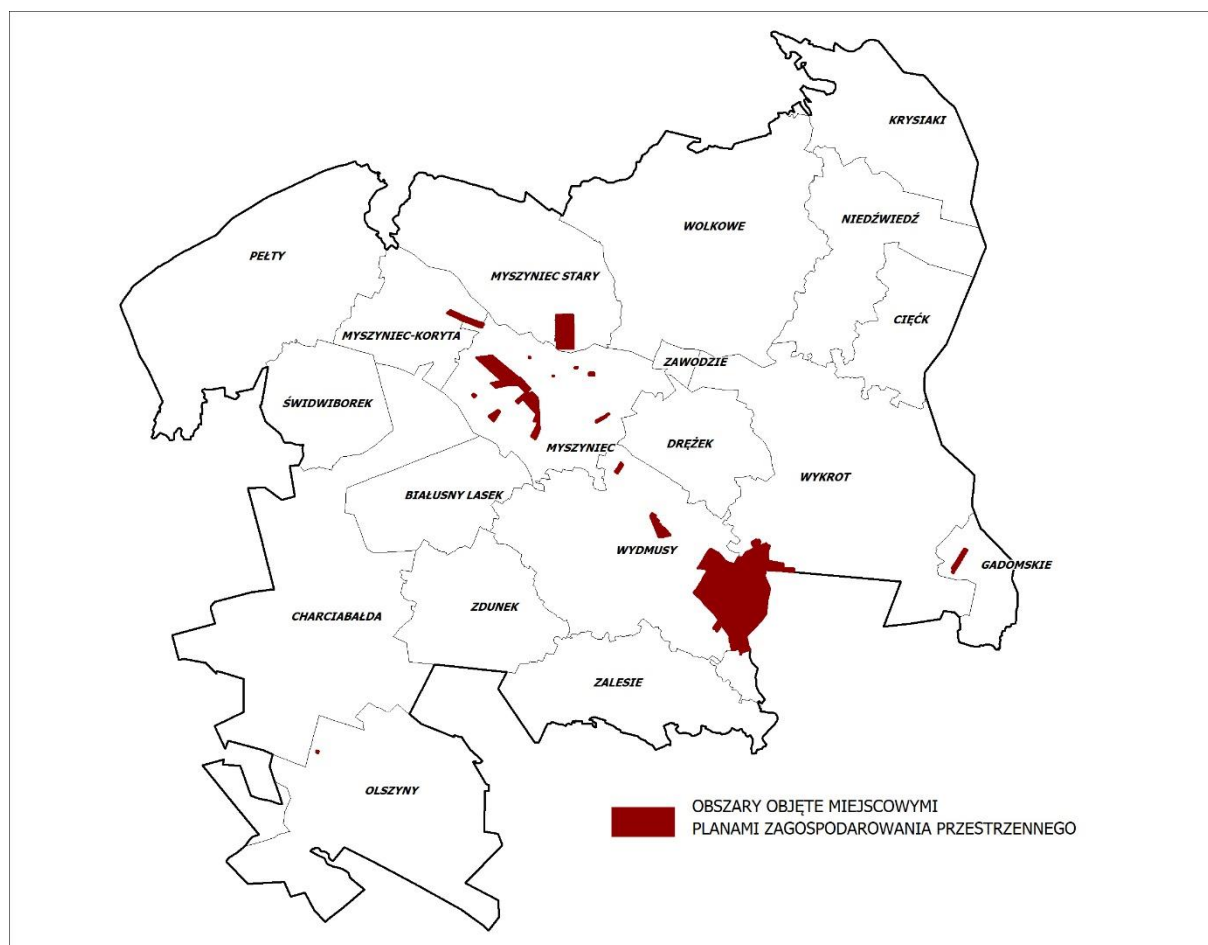 KRYSIAKI
NIEDŹWIEDŹ
WOLKOWE
PEŁTY
MYSZYNIEC STARY
CIĘĆK
MYSZYNIEC-KORYTA
ZAWODZIE
ŚWIDWIBOREK
DRĘŻEK
MYSZYNIEC
WYKROT
BIAŁUSNY LASEK
WYDMUSY
GADOMSKIE
CHARCIABAŁDA
ZDUNEK
ZALESIE
OLSZYNY
OBSZARY OBJĘTE MIEJSCOWYMI
PLANAMI ZAGOSPODAROWANIA PRZESTRZENNEGO